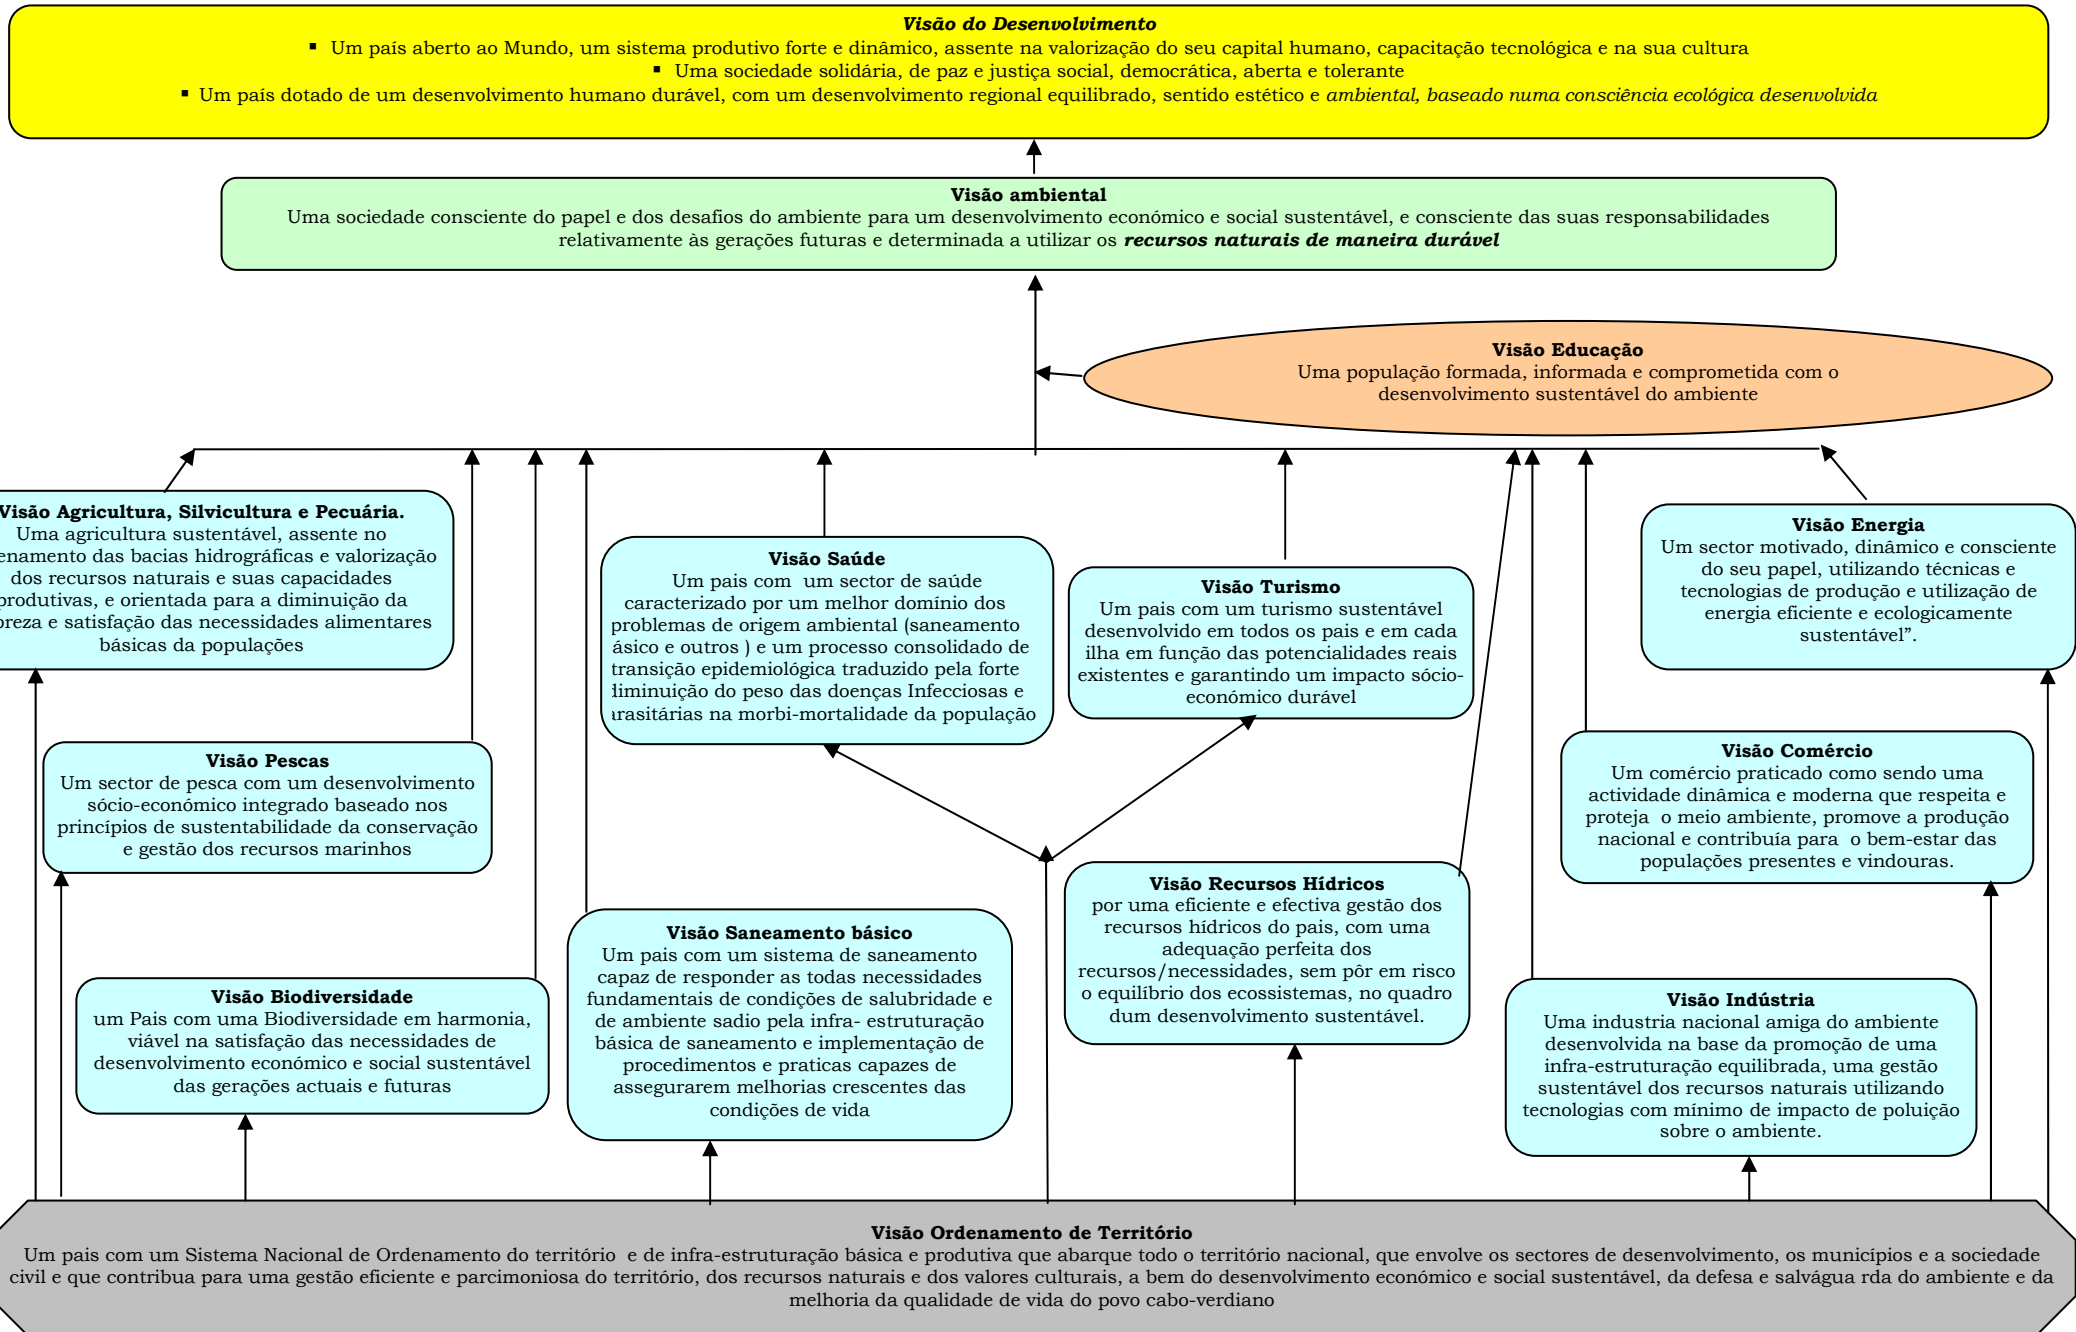 Visão do Desenvolvimento
▪ Um país aberto ao Mundo, um sistema produtivo forte e dinâmico, assente na valorização do seu capital humano, capacitação tecnológica e na sua cultura
▪ Uma sociedade solidária, de paz e justiça social, democrática, aberta e tolerante
▪ Um país dotado de um desenvolvimento humano durável, com um desenvolvimento regional equilibrado, sentido estético e ambiental, baseado numa consciência ecológica desenvolvida
Visão ambiental
Uma sociedade consciente do papel e dos desafios do ambiente para um desenvolvimento económico e social sustentável, e consciente das suas responsabilidades
relativamente às gerações futuras e determinada a utilizar os recursos naturais de maneira durável
Visão Educação
Uma população formada, informada e comprometida com o
desenvolvimento sustentável do ambiente
Visão Agricultura, Silvicultura e Pecuária.
Uma agricultura sustentável, assente no
enamento das bacias hidrográficas e valorização
dos recursos naturais e suas capacidades
produtivas, e orientada para a diminuição da
breza e satisfação das necessidades alimentares
básicas da populações
Visão Saúde
Um pais com um sector de saúde
caracterizado por um melhor domínio dos
problemas de origem ambiental (saneamento
ásico e outros ) e um processo consolidado de
transição epidemiológica traduzido pela forte
diminuição do peso das doenças Infecciosas e
arasitárias na morbi-mortalidade da população
Visão Turismo
Um pais com um turismo sustentável
desenvolvido em todos os pais e em cada
ilha em função das potencialidades reais
existentes e garantindo um impacto sócio-
económico durável
Visão Energia
Um sector motivado, dinâmico e consciente
do seu papel, utilizando técnicas e
tecnologias de produção e utilização de
energia eficiente e ecologicamente
sustentável”.
Visão Pescas
Um sector de pesca com um desenvolvimento
sócio-económico integrado baseado nos
princípios de sustentabilidade da conservação
e gestão dos recursos marinhos
Visão Comércio
Um comércio praticado como sendo uma
actividade dinâmica e moderna que respeita e
proteja o meio ambiente, promove a produção
nacional e contribuía para o bem-estar das
populações presentes e vindouras.
Visão Biodiversidade
um Pais com uma Biodiversidade em harmonia,
viável na satisfação das necessidades de
desenvolvimento económico e social sustentável
das gerações actuais e futuras
Visão Saneamento básico
Um pais com um sistema de saneamento
capaz de responder as todas necessidades
fundamentais de condições de salubridade e
de ambiente sadio pela infra- estruturação
básica de saneamento e implementação de
procedimentos e praticas capazes de
assegurarem melhorias crescentes das
condições de vida
Visão Recursos Hídricos
por uma eficiente e efectiva gestão dos
recursos hídricos do pais, com uma
adequação perfeita dos
recursos/necessidades, sem pôr em risco
o equilíbrio dos ecossistemas, no quadro
dum desenvolvimento sustentável.
Visão Indústria
Uma industria nacional amiga do ambiente
desenvolvida na base da promoção de uma
infra-estruturação equilibrada, uma gestão
sustentável dos recursos naturais utilizando
tecnologias com mínimo de impacto de poluição
sobre o ambiente.
Visão Ordenamento de Território
Um pais com um Sistema Nacional de Ordenamento do território e de infra-estruturação básica e produtiva que abarque todo o território nacional, que envolve os sectores de desenvolvimento, os municípios e a sociedade
civil e que contribua para uma gestão eficiente e parcimoniosa do território, dos recursos naturais e dos valores culturais, a bem do desenvolvimento económico e social sustentável, da defesa e salvágua rda do ambiente e da
melhoria da qualidade de vida do povo cabo-verdiano